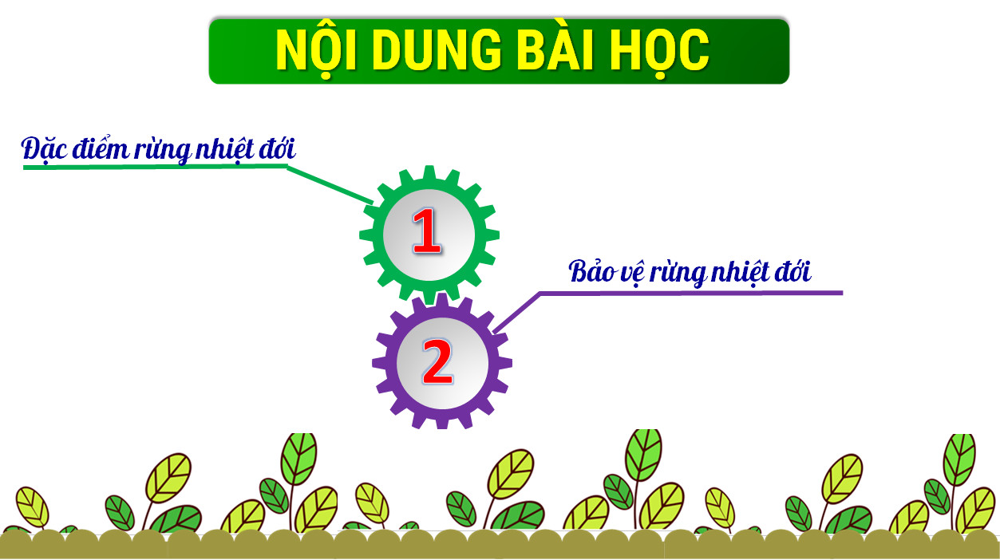 NỘI DUNG BÀI HỌC
Đặc điểm rừng nhiệt đới
1
Bảo vệ rừng nhiệt đới
2